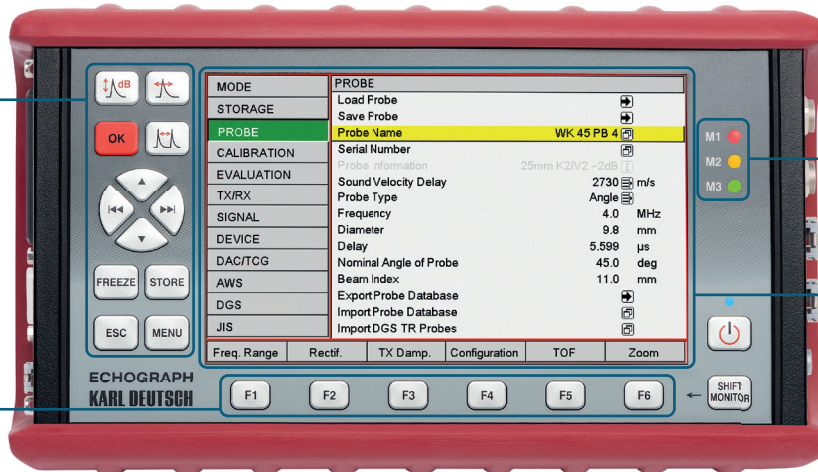 dB
OK
FREEZE STORE
ESC MENU
ECHOGRAPH
KARL DEUTSCH
MODE
STORAGE
PROBE
CALIBRATION
EVALUATION
TX/RX
SIGNAL
DEVICE
DAC/TCG
AWS
DGS
JIS
PROBE
Load Probe
Save Probe
Probe Name WK 45 PB 4
Serial Number
Probe Information 25mm K2/V2 -2dB
Sound Velocity Delay 2730 m/s
Probe Type Angle
Frequency 4.0 MHz
Diameter 9.8 mm
Delay 5.599 µs
Nominal Angle of Probe 45.0 deg
Beam Index 11.0 mm
Export Probe Database
Import Probe Database
Import DGS TR Probes
Freq. Range Rectif. TX Damp. Configuration TOF Zoom
F1 F2 F3 F4 F5 F6
M1
M2
M3
← SHIFT
MONITOR